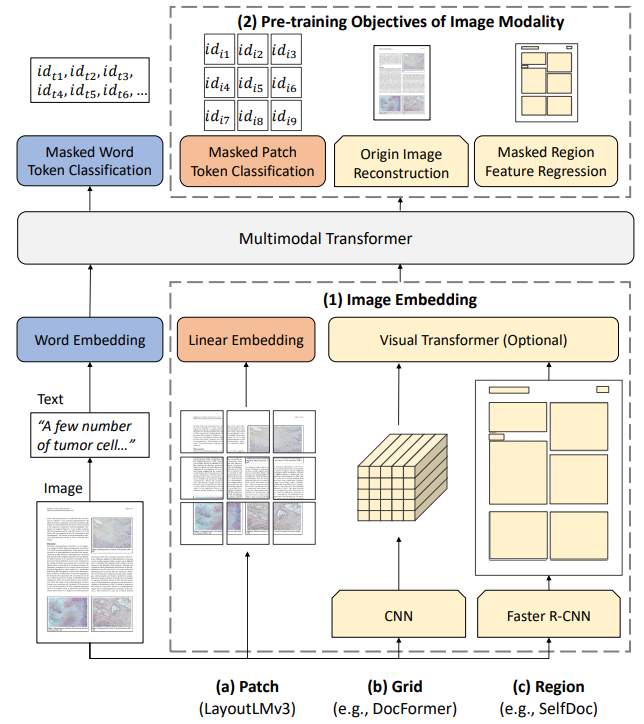 (2) Pre-training Objectives of Image Modality
id_{t1}, id_{t2}, id_{t3},
id_{t4}, id_{t5}, id_{t6}, ...
id_{i1} id_{i2} id_{i3}
id_{i4} id_{i5} id_{i6}
id_{i7} id_{i8} id_{i9}
Masked Word
Token Classification
Masked Patch
Token Classification
Origin Image
Reconstruction
Masked Region
Feature Regression
Multimodal Transformer
(1) Image Embedding
Word Embedding
Linear Embedding
Visual Transformer (Optional)
Text
“A few number
of tumor cell…”
Image
CNN
Faster R-CNN
(a) Patch
(LayoutLMv3)
(b) Grid
(e.g., DocFormer)
(c) Region
(e.g., SelfDoc)